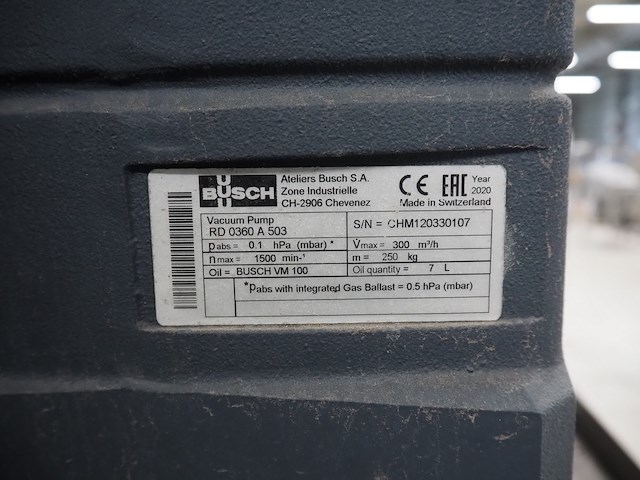 BUSCH
Ateliers Busch S.A.
Zone Industrielle
CH-2906 Chevenez
CE EAC Year 2020
Made in Switzerland
Vacuum Pump
RD 0360 A 503
S/N = CHM120330107
pabs = 0.1 hPa (mbar) *
V̇max = 300 m³/h
nmax = 1500 min-¹
m = 250 kg
Oil = BUSCH VM 100
Oil quantity = 7 L
*pabs with integrated Gas Ballast = 0.5 hPa (mbar)